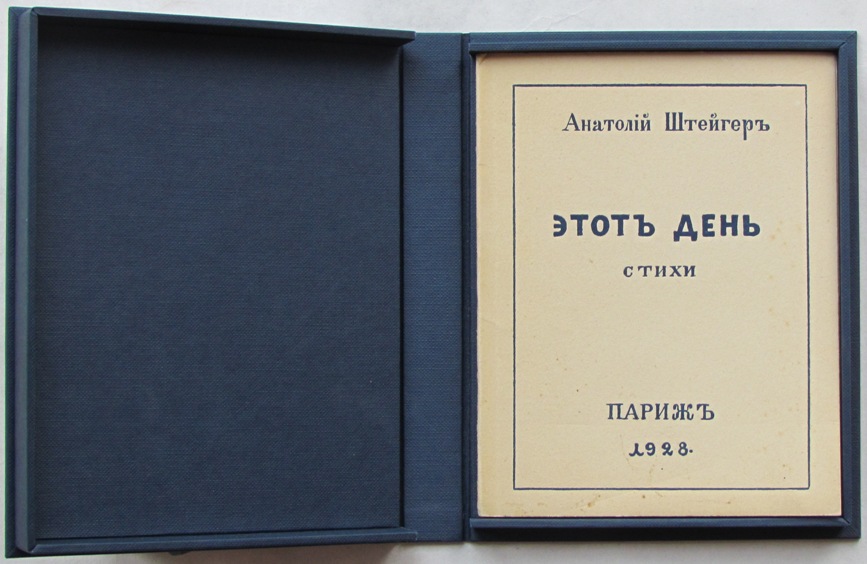 Анатолій Штейгеръ
ЭТОТЪ ДЕНЬ
СТИХИ
ПАРИЖЪ
1928.